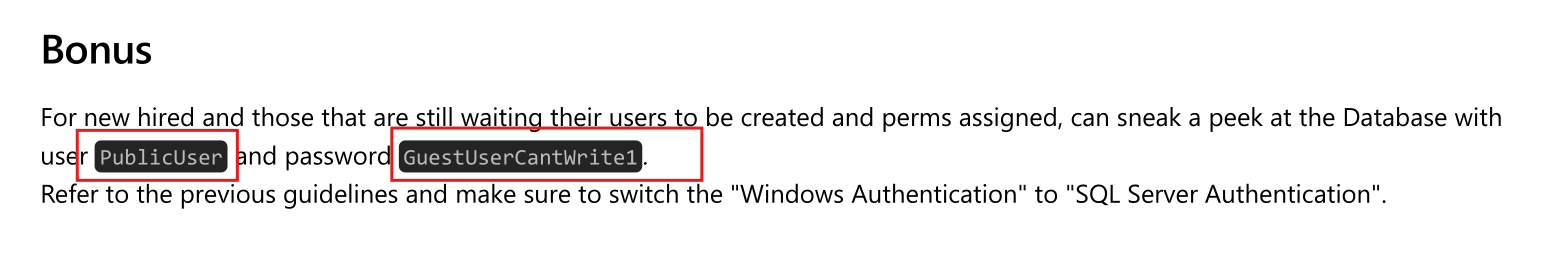 Bonus
For new hired and those that are still waiting their users to be created and perms assigned, can sneak a peek at the Database with
user PublicUser and password GuestUserCantWrite1.
Refer to the previous guidelines and make sure to switch the "Windows Authentication" to "SQL Server Authentication".